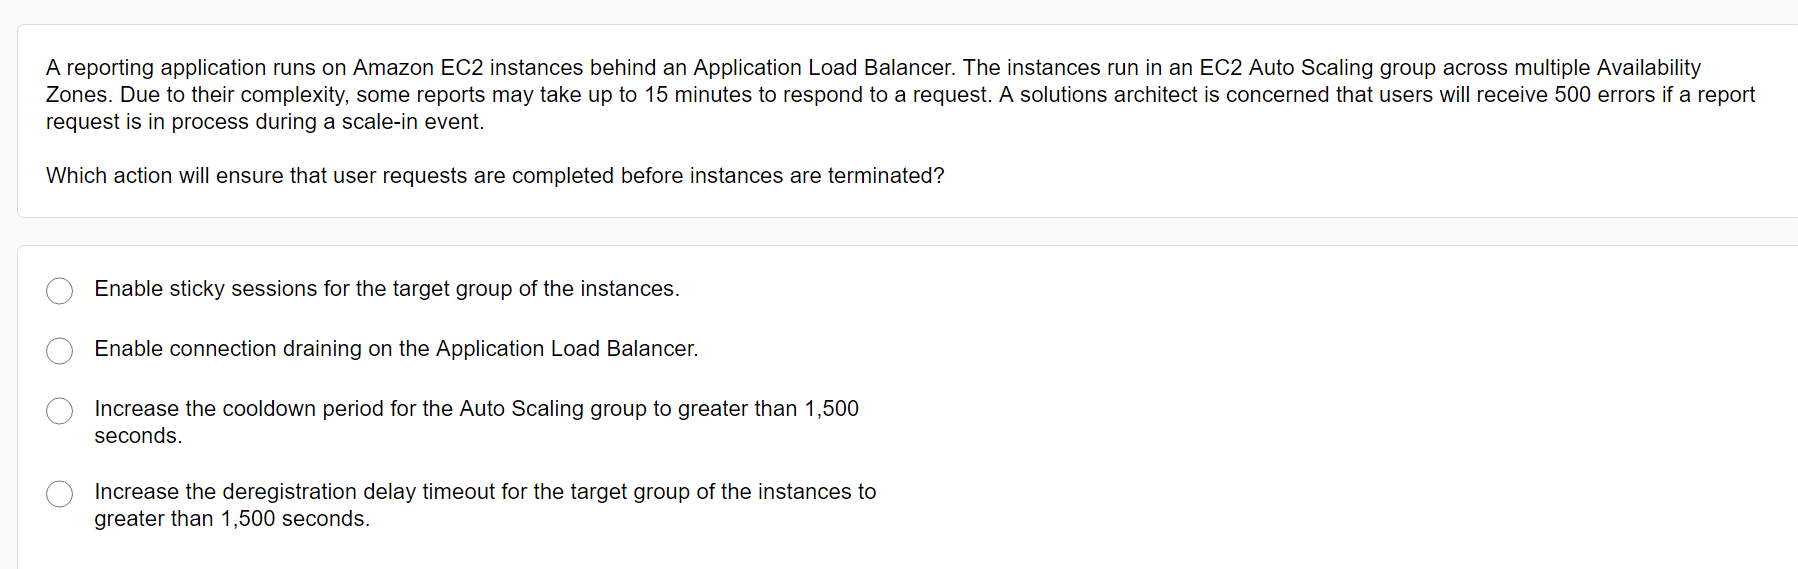 A reporting application runs on Amazon EC2 instances behind an Application Load Balancer. The instances run in an EC2 Auto Scaling group across multiple Availability
Zones. Due to their complexity, some reports may take up to 15 minutes to respond to a request. A solutions architect is concerned that users will receive 500 errors if a report
request is in process during a scale-in event.
Which action will ensure that user requests are completed before instances are terminated?
Enable sticky sessions for the target group of the instances.
Enable connection draining on the Application Load Balancer.
Increase the cooldown period for the Auto Scaling group to greater than 1,500
seconds.
Increase the deregistration delay timeout for the target group of the instances to
greater than 1,500 seconds.